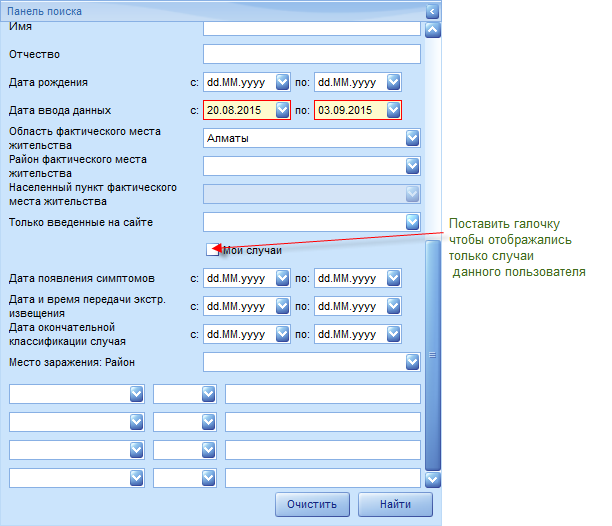 Панель поиска
Имя
Отчество
Дата рождения с: dd.MM.yyyy по: dd.MM.yyyy
Дата ввода данных с: 20.08.2015 по: 03.09.2015
Область фактического места
жительства
Алматы
Район фактического места
жительства
Населенный пункт фактического
места жительства
Только введенные на сайте
Мои случаи
Поставить галочку
чтобы отображались
только случаи
данного пользователя
Дата появления симптомов с: dd.MM.yyyy по: dd.MM.yyyy
Дата и время передачи экстр.
извещения
с: dd.MM.yyyy по: dd.MM.yyyy
Дата окончательной
классификации случая
с: dd.MM.yyyy по: dd.MM.yyyy
Место заражения: Район
Очистить Найти